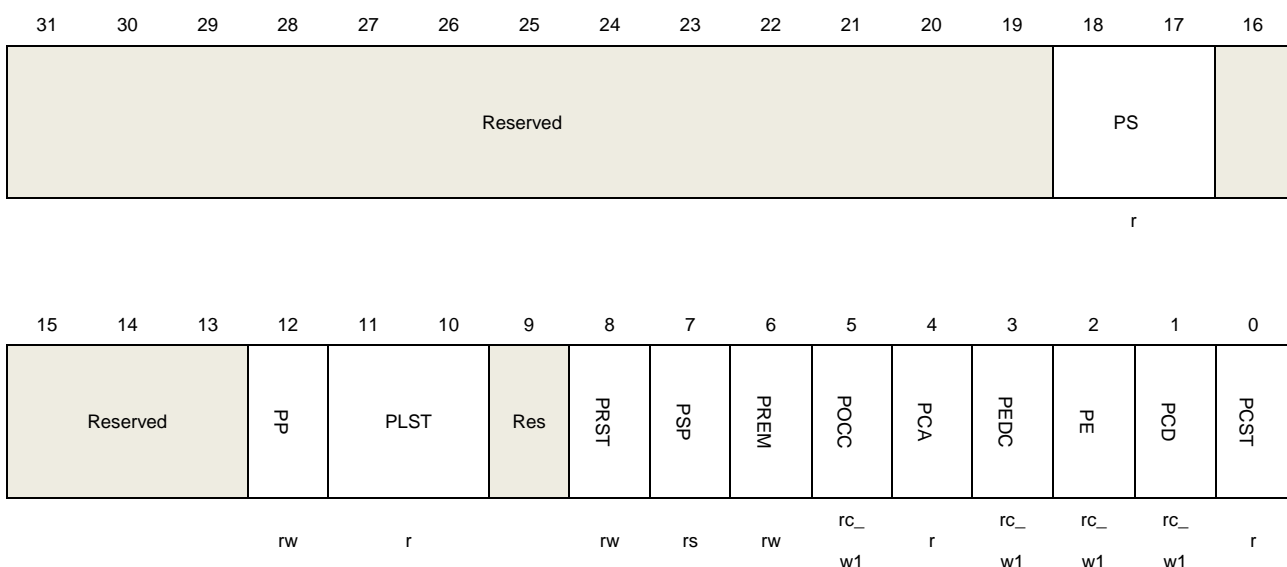 31 30 29 28 27 26 25 24 23 22 21 20 19 18 17 16
Reserved PS
r
15 14 13 12 11 10 9 8 7 6 5 4 3 2 1 0
Reserved PP PLST Res PRST PSP PREM POCC PCA PEDC PE PCD PCST
rw r rw rs rw rc_ w1 r rc_ w1 rc_ w1 rc_ w1 r